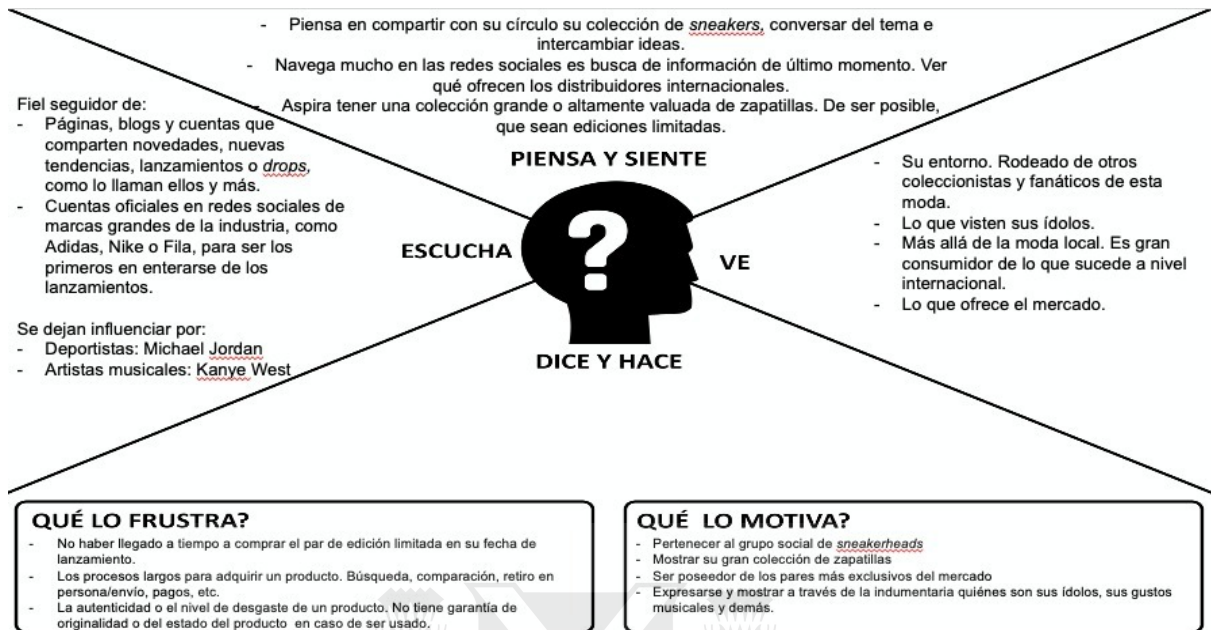 - Piensa en compartir con su círculo su colección de sneakers, conversar del tema e
intercambiar ideas.
- Navega mucho en las redes sociales es busca de información de último momento. Ver
qué ofrecen los distribuidores internacionales.
- Aspira tener una colección grande o altamente valuada de zapatillas. De ser posible,
que sean ediciones limitadas.
PIENSA Y SIENTE
Fiel seguidor de:
- Páginas, blogs y cuentas que
comparten novedades, nuevas
tendencias, lanzamientos o drops,
como lo llaman ellos y más.
- Cuentas oficiales en redes sociales de
marcas grandes de la industria, como
Adidas, Nike o Fila, para ser los
primeros en enterarse de los
lanzamientos.
Se dejan influenciar por:
- Deportistas: Michael Jordan
- Artistas musicales: Kanye West
ESCUCHA
?
VE
- Su entorno. Rodeado de otros
coleccionistas y fanáticos de esta
moda.
- Lo que visten sus ídolos.
- Más allá de la moda local. Es gran
consumidor de lo que sucede a nivel
internacional.
- Lo que ofrece el mercado.
DICE Y HACE
QUÉ LO FRUSTRA?
- No haber llegado a tiempo a comprar el par de edición limitada en su fecha de
lanzamiento.
- Los procesos largos para adquirir un producto. Búsqueda, comparación, retiro en
persona/envío, pagos, etc.
- La autenticidad o el nivel de desgaste de un producto. No tiene garantía de
originalidad o del estado del producto en caso de ser usado.
QUÉ LO MOTIVA?
- Pertenecer al grupo social de sneakerheads
- Mostrar su gran colección de zapatillas
- Ser poseedor de los pares más exclusivos del mercado
- Expresarse y mostrar a través de la indumentaria quiénes son sus ídolos, sus gustos
musicales y demás.